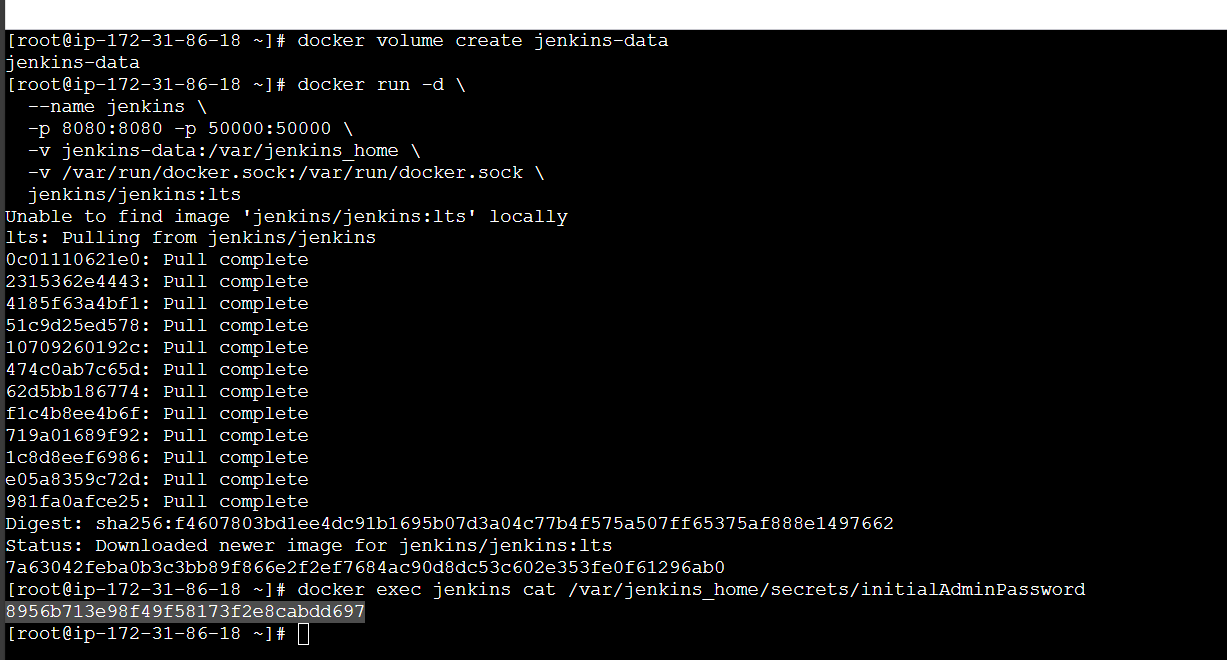 [root@ip-172-31-86-18 ~]# docker volume create jenkins-data
jenkins-data
[root@ip-172-31-86-18 ~]# docker run -d \
  --name jenkins \
  -p 8080:8080 -p 50000:50000 \
  -v jenkins-data:/var/jenkins_home \
  -v /var/run/docker.sock:/var/run/docker.sock \
  jenkins/jenkins:lts
Unable to find image 'jenkins/jenkins:lts' locally
lts: Pulling from jenkins/jenkins
0c01110621e0: Pull complete
2315362e4443: Pull complete
4185f63a4bf1: Pull complete
51c9d25ed578: Pull complete
10709260192c: Pull complete
474c0ab7c65d: Pull complete
62d5bb186774: Pull complete
f1c4b8ee4b6f: Pull complete
719a01689f92: Pull complete
1c8d8eef6986: Pull complete
e05a8359c72d: Pull complete
981fa0afce25: Pull complete
Digest: sha256:f4607803bd1ee4dc91b1695b07d3a04c77b4f575a507ff65375af888e1497662
Status: Downloaded newer image for jenkins/jenkins:lts
7a63042feba0b3c3bb89f866e2f2ef7684ac90d8dc53c602e353fe0f61296ab0
[root@ip-172-31-86-18 ~]# docker exec jenkins cat /var/jenkins_home/secrets/initialAdminPassword
8956b713e98f49f58173f2e8cabdd697
[root@ip-172-31-86-18 ~]#